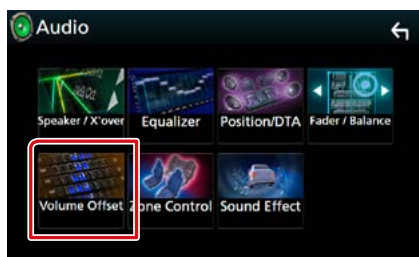 Audio
Speaker / X'over
Equalizer
Position/DTA
Fader / Balance
Volume Offset
Zone Control
Sound Effect